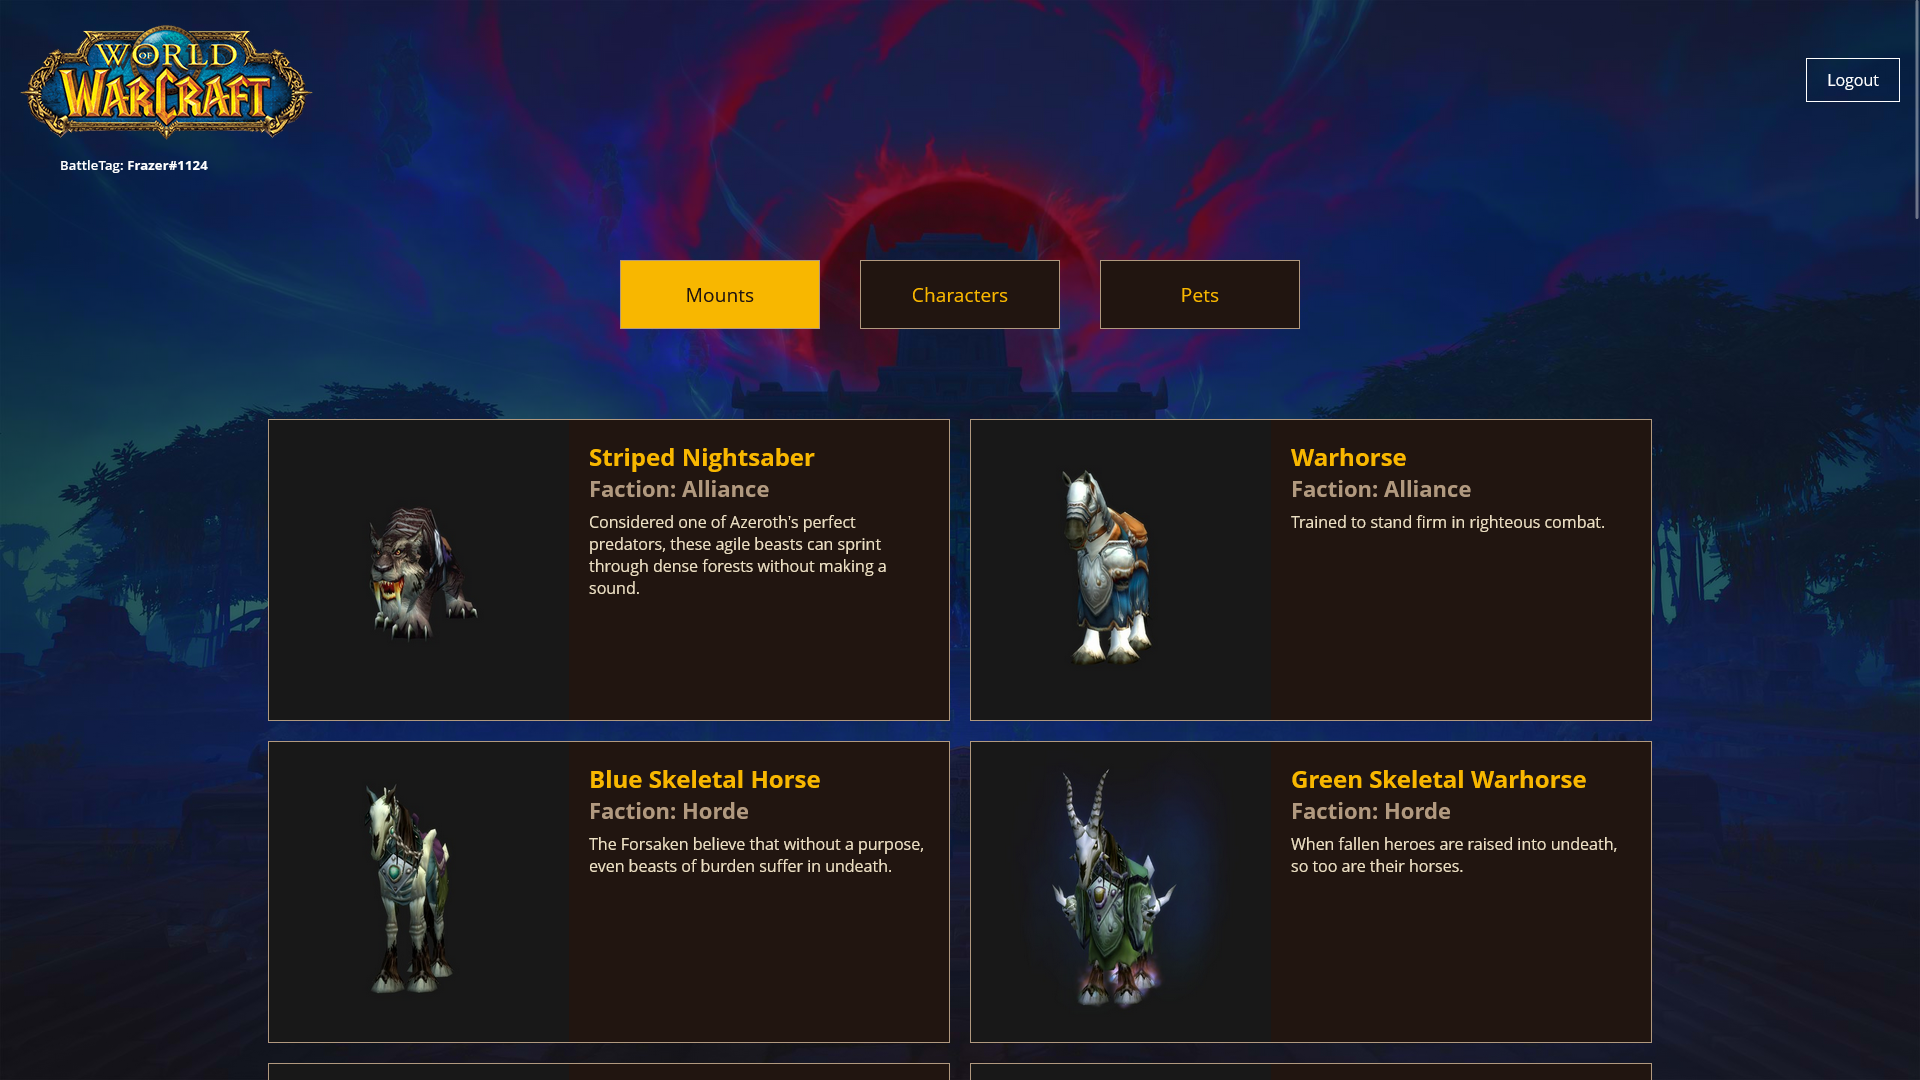 WORLD
OF
WARCRAFT
Logout
BattleTag: Frazer#1124
Mounts
Characters
Pets
Striped Nightsaber
Faction: Alliance
Considered one of Azeroth's perfect
predators, these agile beasts can sprint
through dense forests without making a
sound.
Warhorse
Faction: Alliance
Trained to stand firm in righteous combat.
Blue Skeletal Horse
Faction: Horde
The Forsaken believe that without a purpose,
even beasts of burden suffer in undeath.
Green Skeletal Warhorse
Faction: Horde
When fallen heroes are raised into undeath,
so too are their horses.